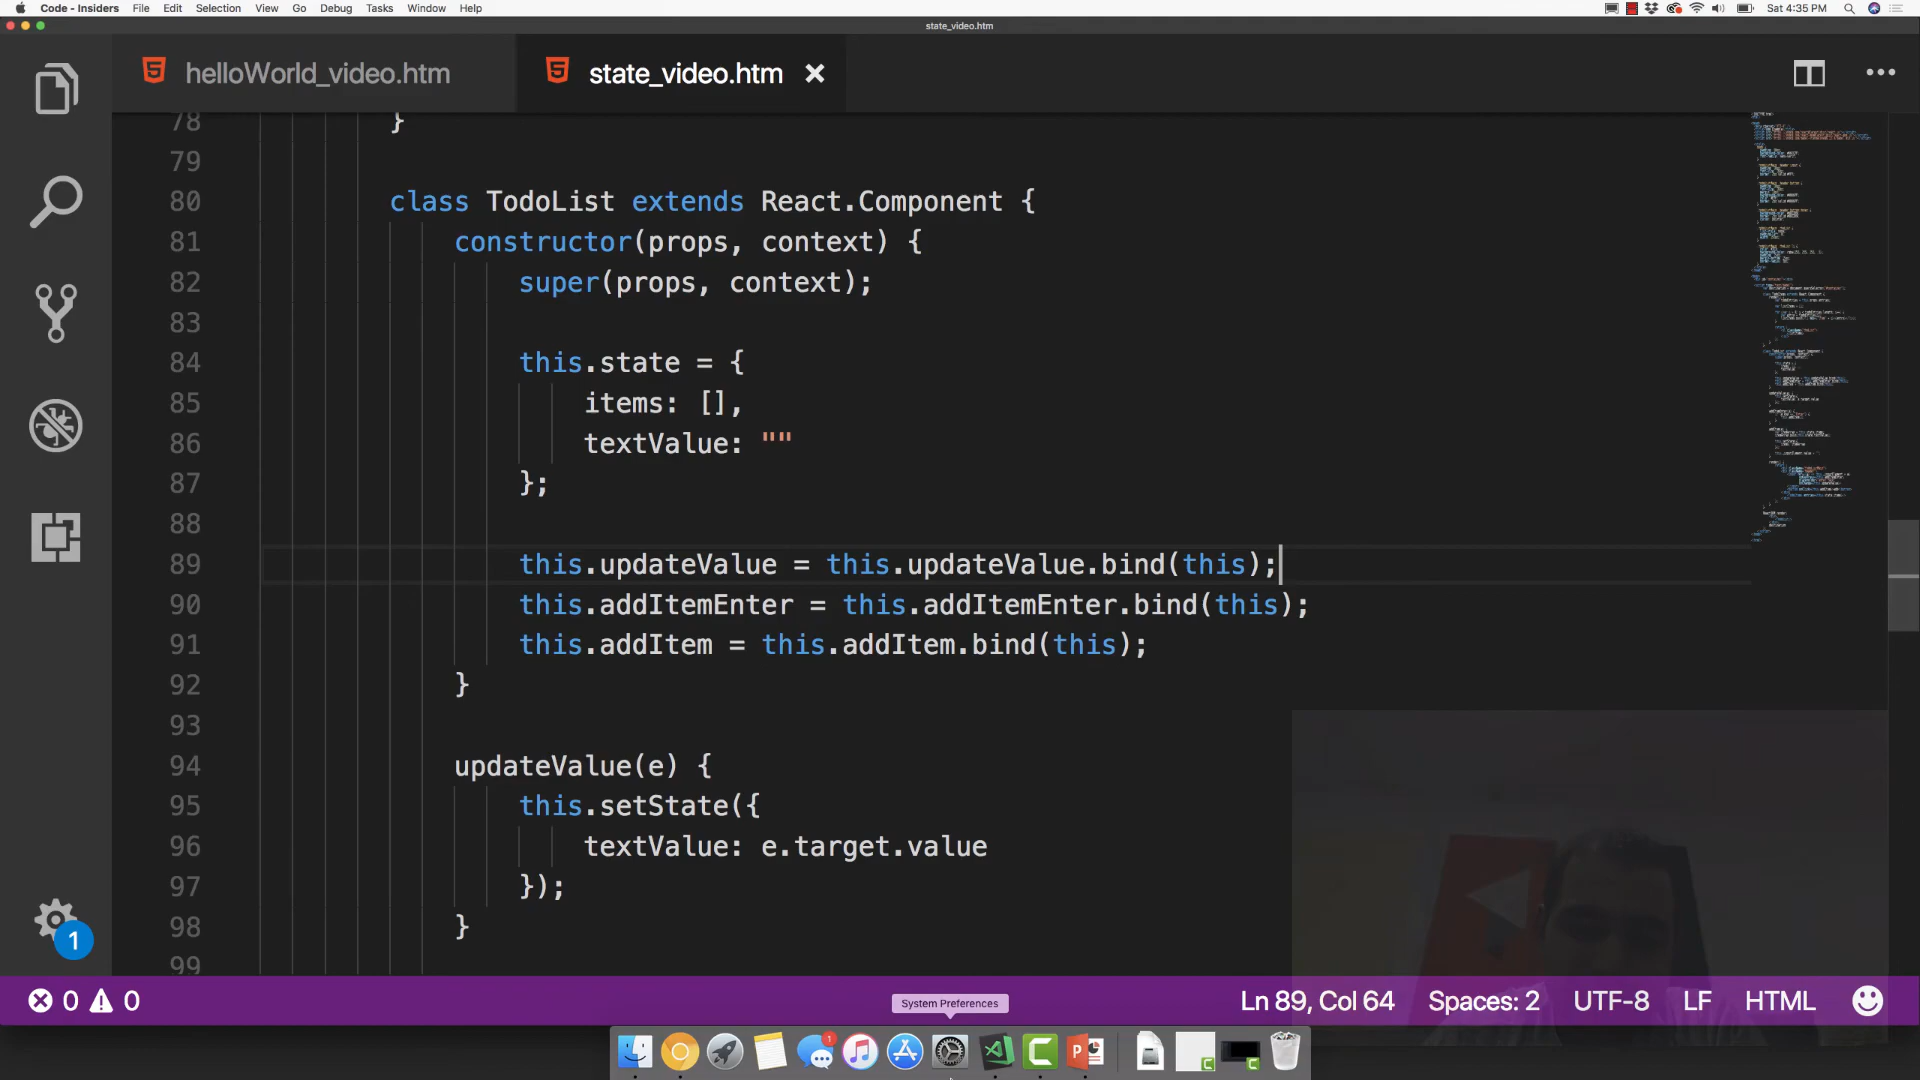 Code - Insiders File Edit Selection View Go Debug Tasks Window Help Sat 4:35 PM
state_video.htm
helloWorld_video.htm state_video.htm
78 }
79
80 class TodoList extends React.Component {
81 constructor(props, context) {
82 super(props, context);
83
84 this.state = {
85 items: [],
86 textValue: ""
87 };
88
89 this.updateValue = this.updateValue.bind(this);
90 this.addItemEnter = this.addItemEnter.bind(this);
91 this.addItem = this.addItem.bind(this);
92 }
93
94 updateValue(e) {
95 this.setState({
96 textValue: e.target.value
97 });
98 }
99
1
0 0 Ln 89, Col 64 Spaces: 2 UTF-8 LF HTML
System Preferences
1